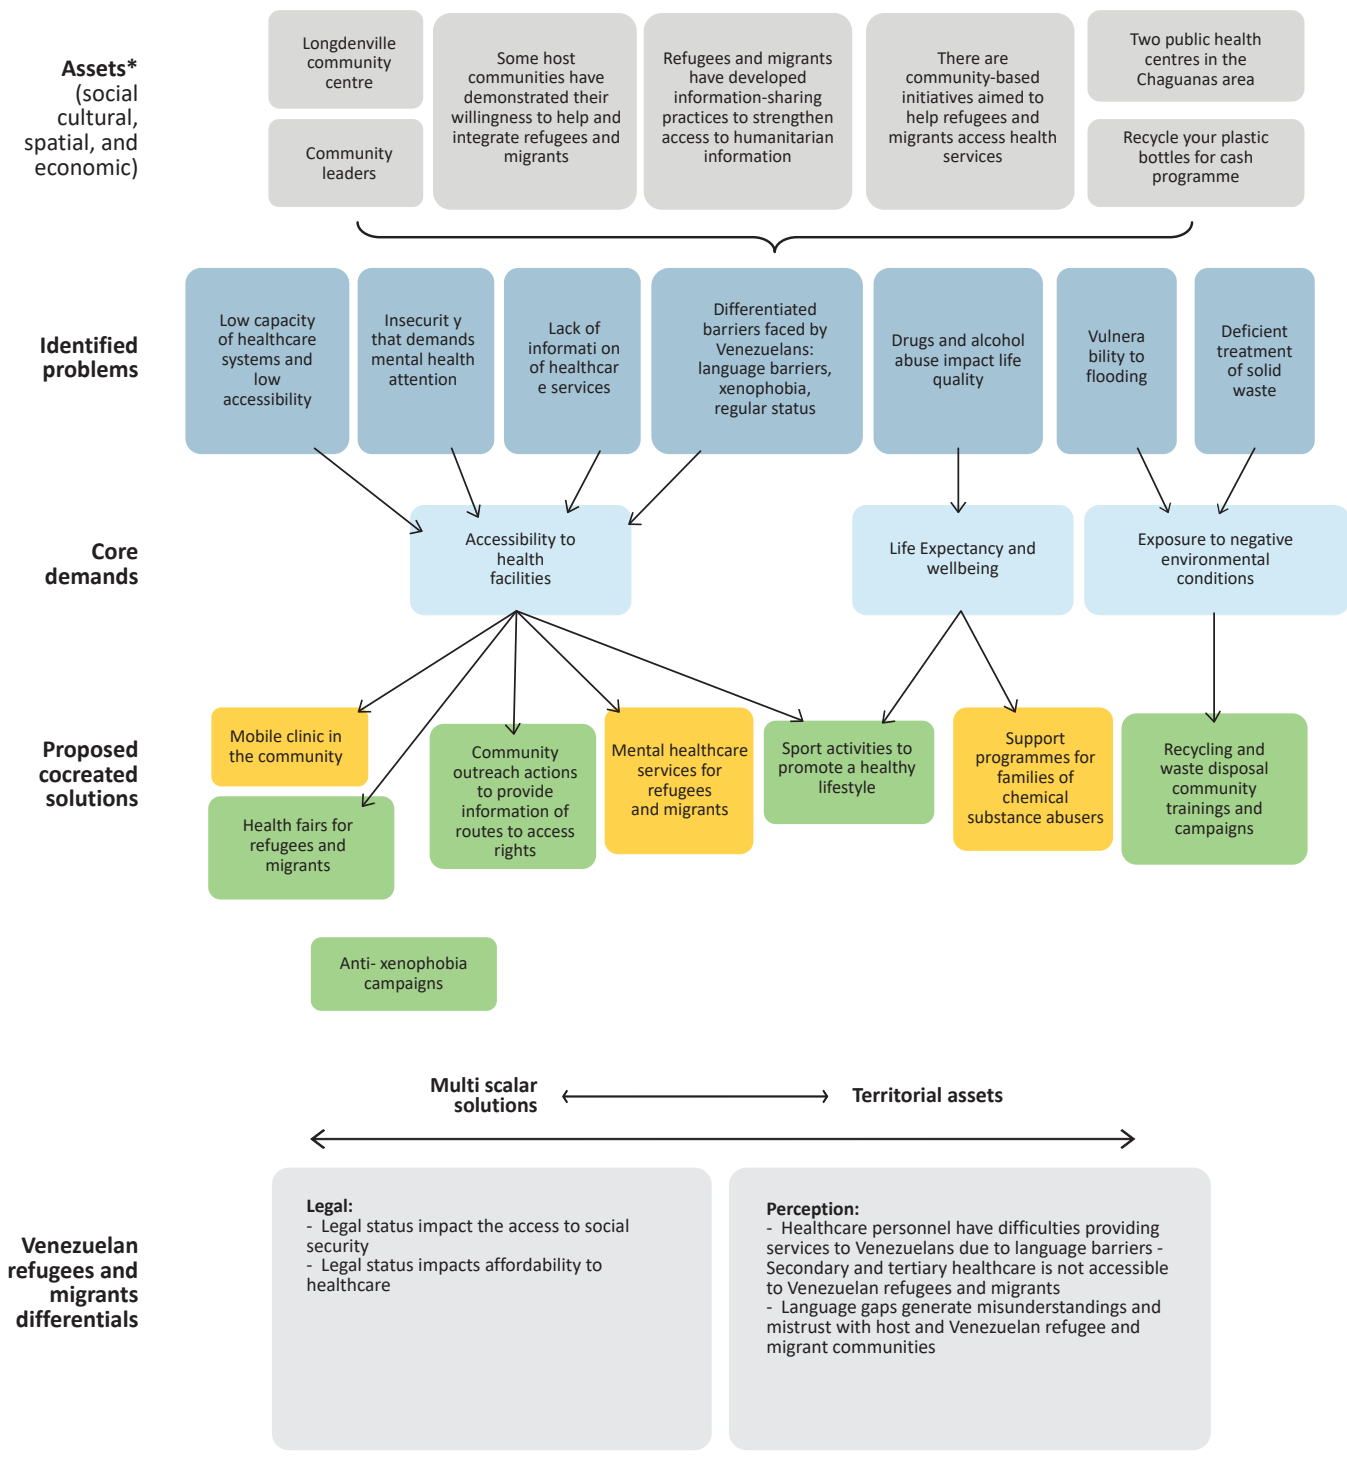 Assets*
(social
cultural,
spatial, and
economic)
Longdenville
community
centre
Community
leaders
Some host
communities have
demonstrated their
willingness to help and
integrate refugees and
migrants
Refugees and migrants
have developed
information-sharing
practices to strengthen
access to humanitarian
information
There are
community-based
initiatives aimed to
help refugees and
migrants access health
services
Two public health
centres in the
Chaguanas area
Recycle your plastic
bottles for cash
programme
Identified
problems
Low capacity
of healthcare
systems and
low
accessibility
Insecurit y
that demands
mental health
attention
Lack of
informati on
of healthcar
e services
Differentiated
barriers faced by
Venezuelans:
language barriers,
xenophobia,
regular status
Drugs and alcohol
abuse impact life
quality
Vulnera
bility to
flooding
Deficient
treatment
of solid
waste
Core
demands
Accessibility to
health
facilities
Life Expectancy and
wellbeing
Exposure to negative
environmental
conditions
Proposed
cocreated
solutions
Mobile clinic in
the community
Health fairs for
refugees and
migrants
Community
outreach actions
to provide
information of
routes to access
rights
Mental healthcare
services for
refugees
and migrants
Sport activities to
promote a healthy
lifestyle
Support
programmes for
families of
chemical
substance abusers
Recycling and
waste disposal
community
trainings and
campaigns
Anti- xenophobia
campaigns
Multi scalar
solutions
Territorial assets
Venezuelan
refugees and
migrants
differentials
Legal:
- Legal status impact the access to social
security
- Legal status impacts affordability to
healthcare
Perception:
- Healthcare personnel have difficulties providing
services to Venezuelans due to language barriers -
Secondary and tertiary healthcare is not accessible
to Venezuelan refugees and migrants
- Language gaps generate misunderstandings and
mistrust with host and Venezuelan refugee and
migrant communities